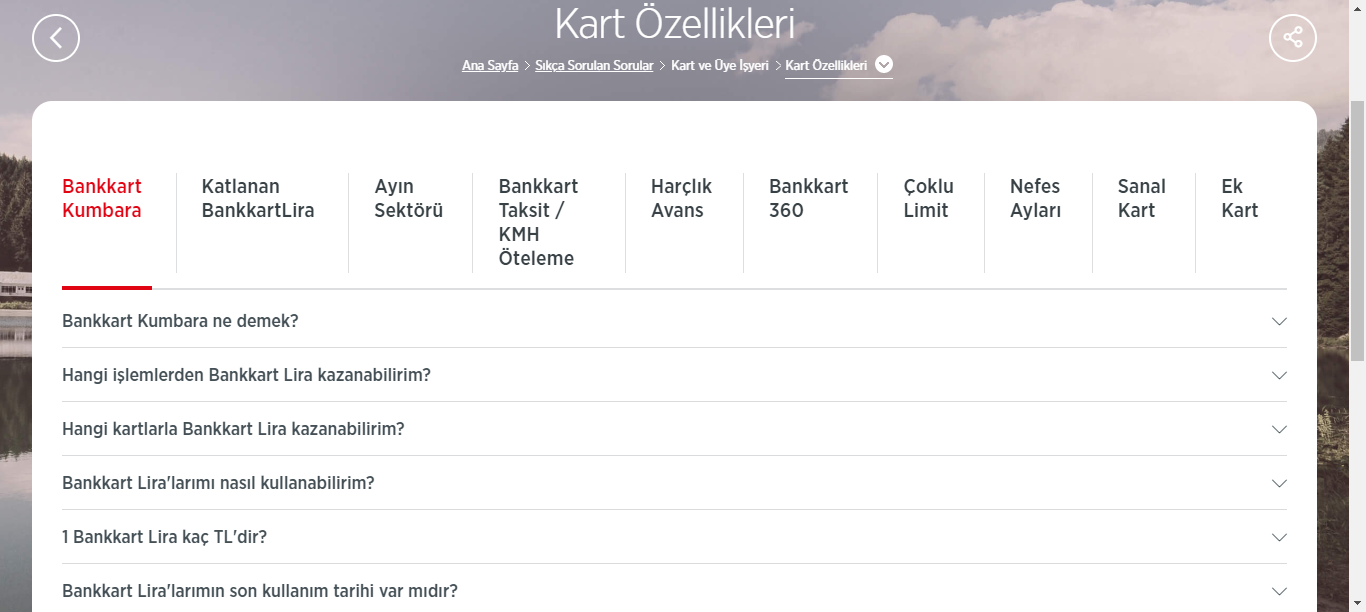 Kart Özellikleri
Ana Sayfa > Sıkça Sorulan Sorular > Kart ve Üye İşyeri > Kart Özellikleri
Bankkart
Kumbara
Katlanan
BankkartLira
Ayın
Sektörü
Bankkart
Taksit /
KMH
Öteleme
Harçlık
Avans
Bankkart
360
Çoklu
Limit
Nefes
Ayları
Sanal
Kart
Ek
Kart
Bankkart Kumbara ne demek?
Hangi işlemlerden Bankkart Lira kazanabilirim?
Hangi kartlarla Bankkart Lira kazanabilirim?
Bankkart Lira'larımı nasıl kullanabilirim?
1 Bankkart Lira kaç TL'dir?
Bankkart Lira'larımın son kullanım tarihi var mıdır?